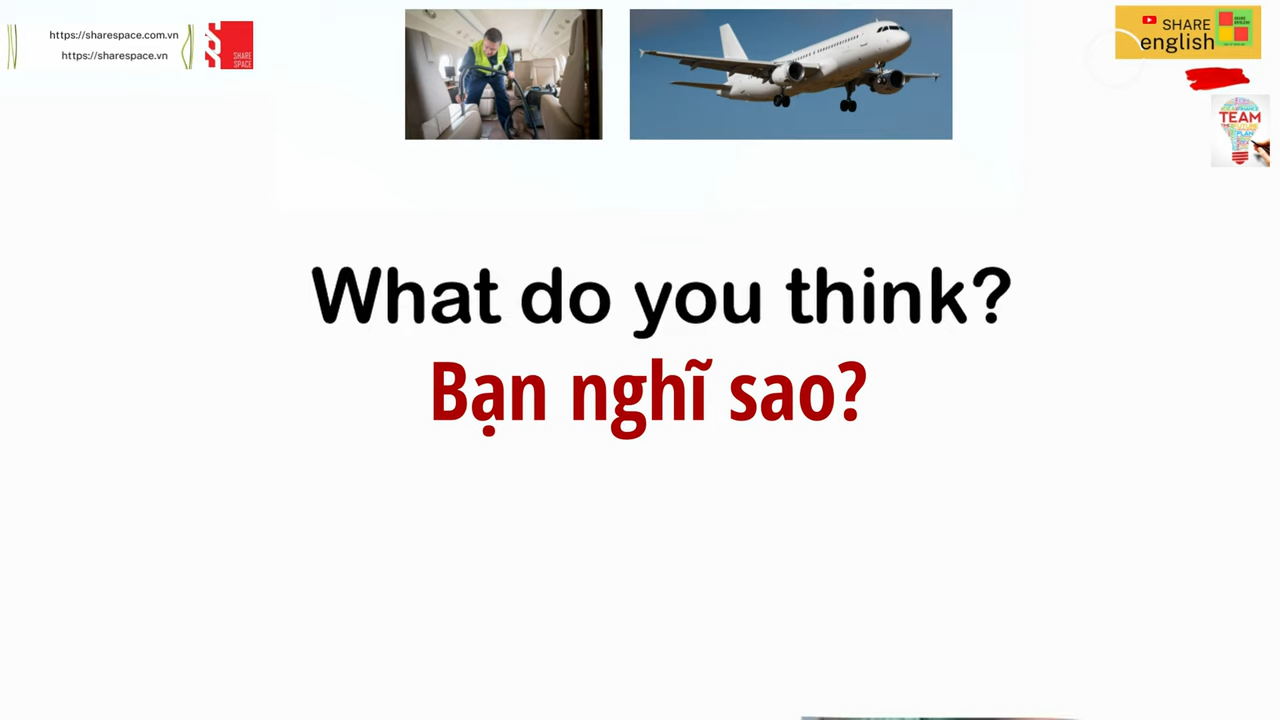 https://sharespace.com.vn
https://sharespace.vn
SHARE
SPACE
SHARE
english
TEAM
PLAN
What do you think?
Bạn nghĩ sao?